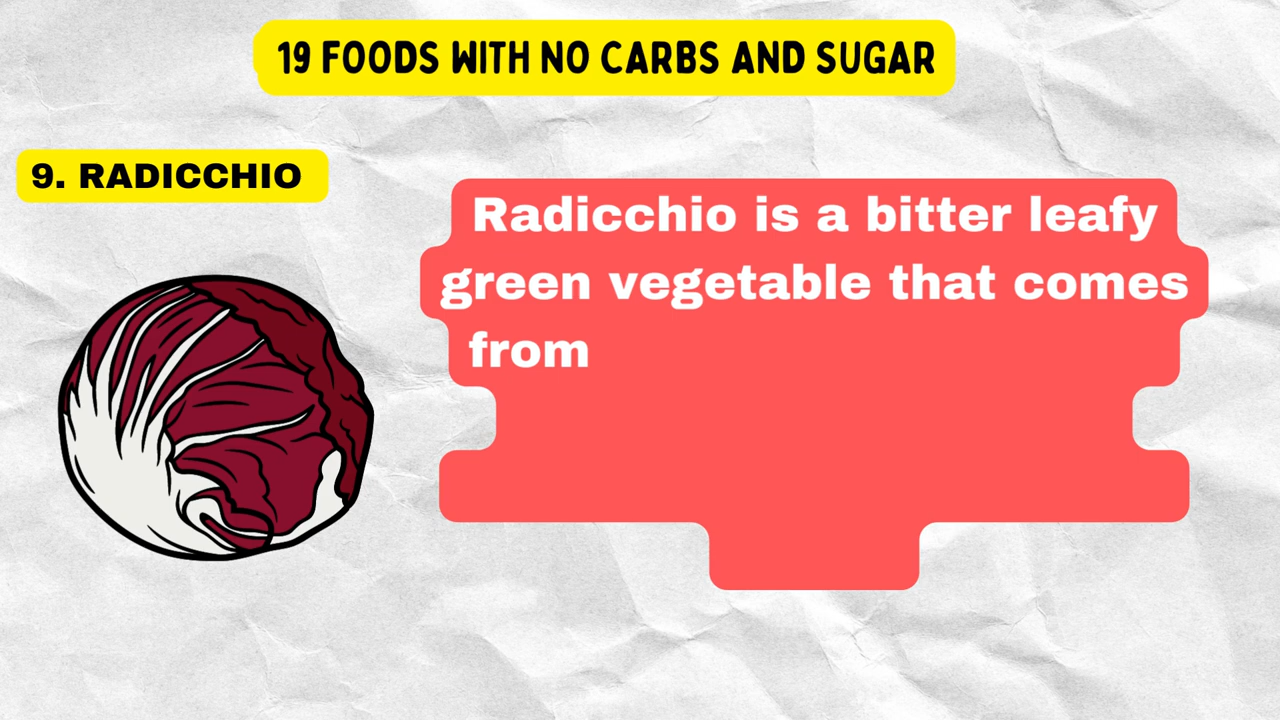 19 FOODS WITH NO CARBS AND SUGAR
9. RADICCHIO
Radicchio is a bitter leafy
green vegetable that comes
from